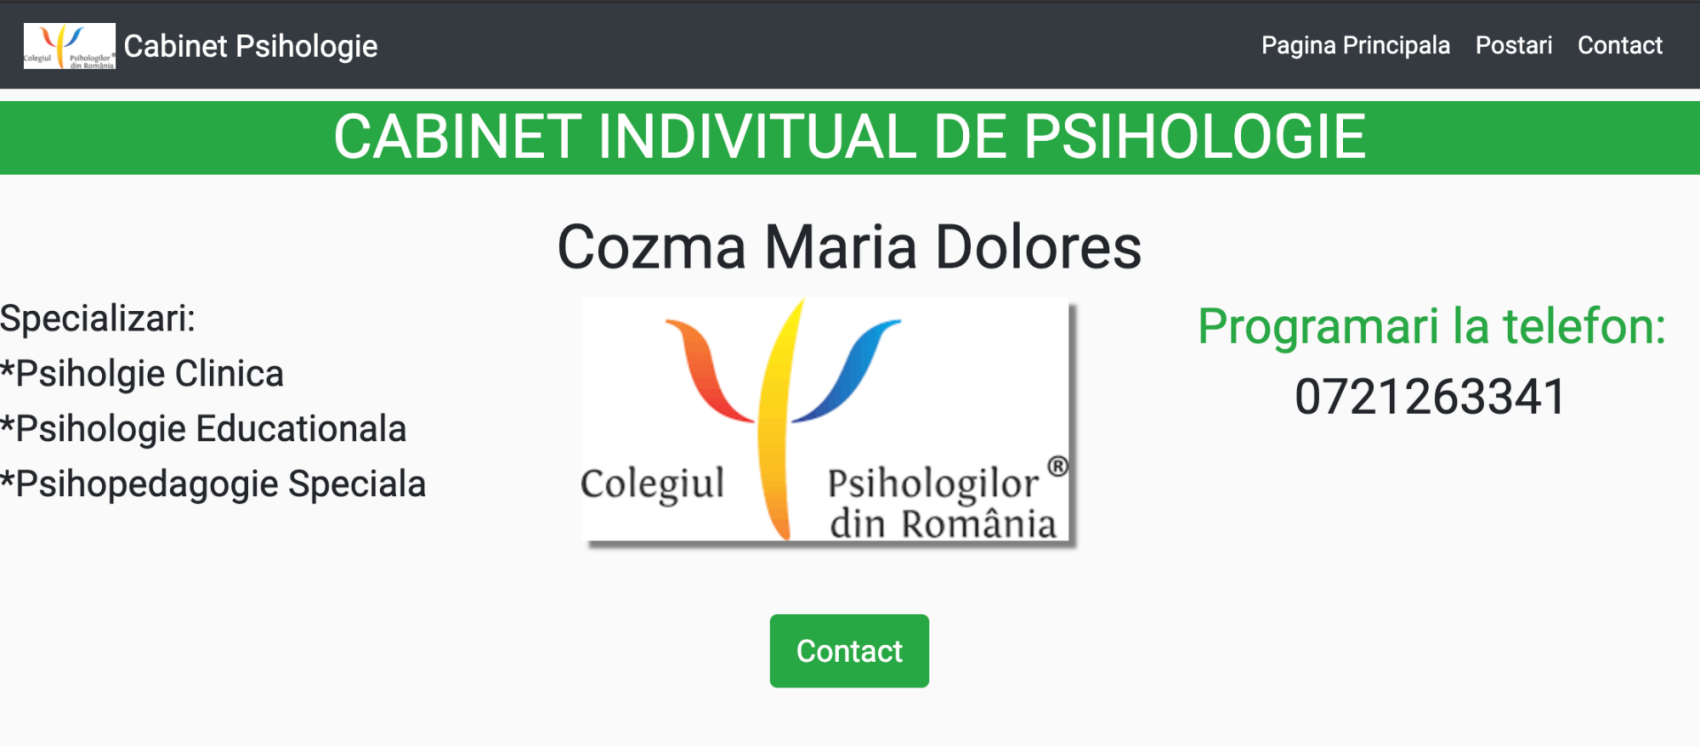 Colegiul Psihologilor®
din România
Cabinet Psihologie
Pagina Principala Postari Contact
CABINET INDIVITUAL DE PSIHOLOGIE
Cozma Maria Dolores
Specializari:
*Psiholgie Clinica
*Psihologie Educationala
*Psihopedagogie Speciala
Colegiul Psihologilor®
din România
Programari la telefon:
0721263341
Contact